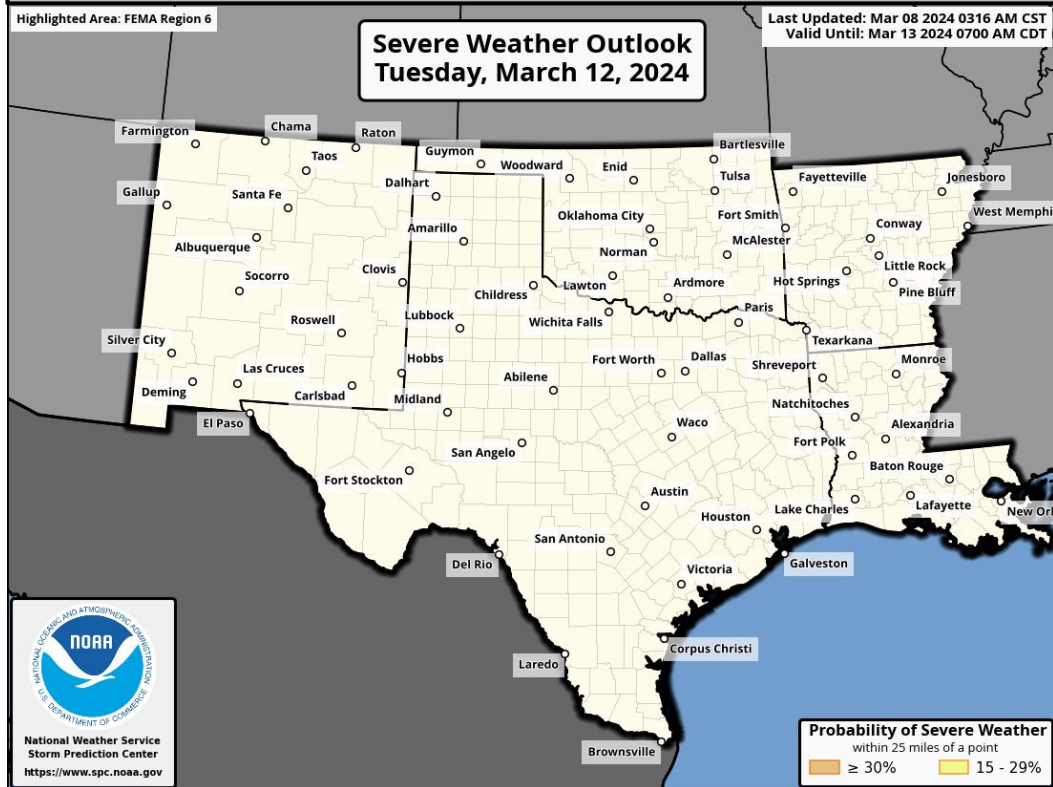 Highlighted Area: FEMA Region 6
Last Updated: Mar 08 2024 0316 AM CST
Valid Until: Mar 13 2024 0700 AM CDT
Severe Weather Outlook
Tuesday, March 12, 2024
Farmington
Chama
Raton
Taos
Guymon
Woodward
Enid
Bartlesville
Tulsa
Fayetteville
Jonesboro
Gallup
Santa Fe
Dalhart
Oklahoma City
Fort Smith
Conway
West Memphi
Albuquerque
Amarillo
Norman
McAlester
Little Rock
Socorro
Clovis
Childress
Lawton
Ardmore
Hot Springs
Pine Bluff
Roswell
Lubbock
Wichita Falls
Paris
Texarkana
Silver City
Las Cruces
Hobbs
Fort Worth
Dallas
Shreveport
Monroe
Deming
Carlsbad
Midland
Abilene
Natchitoches
El Paso
San Angelo
Waco
Fort Polk
Alexandria
Fort Stockton
Baton Rouge
Austin
Houston
Lake Charles
Lafayette
New Orl
Del Rio
San Antonio
Galveston
Victoria
Laredo
Corpus Christi
Brownsville
NATIONAL OCEANIC AND ATMOSPHERIC ADMINISTRATION
NOAA
U.S. DEPARTMENT OF COMMERCE
National Weather Service
Storm Prediction Center
https://www.spc.noaa.gov
Probability of Severe Weather
within 25 miles of a point
≥ 30%
15 - 29%